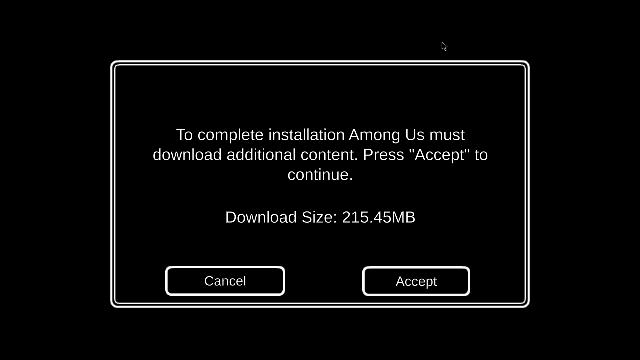 To complete installation Among Us must
download additional content. Press "Accept" to
continue.
Download Size: 215.45MB
Cancel
Accept